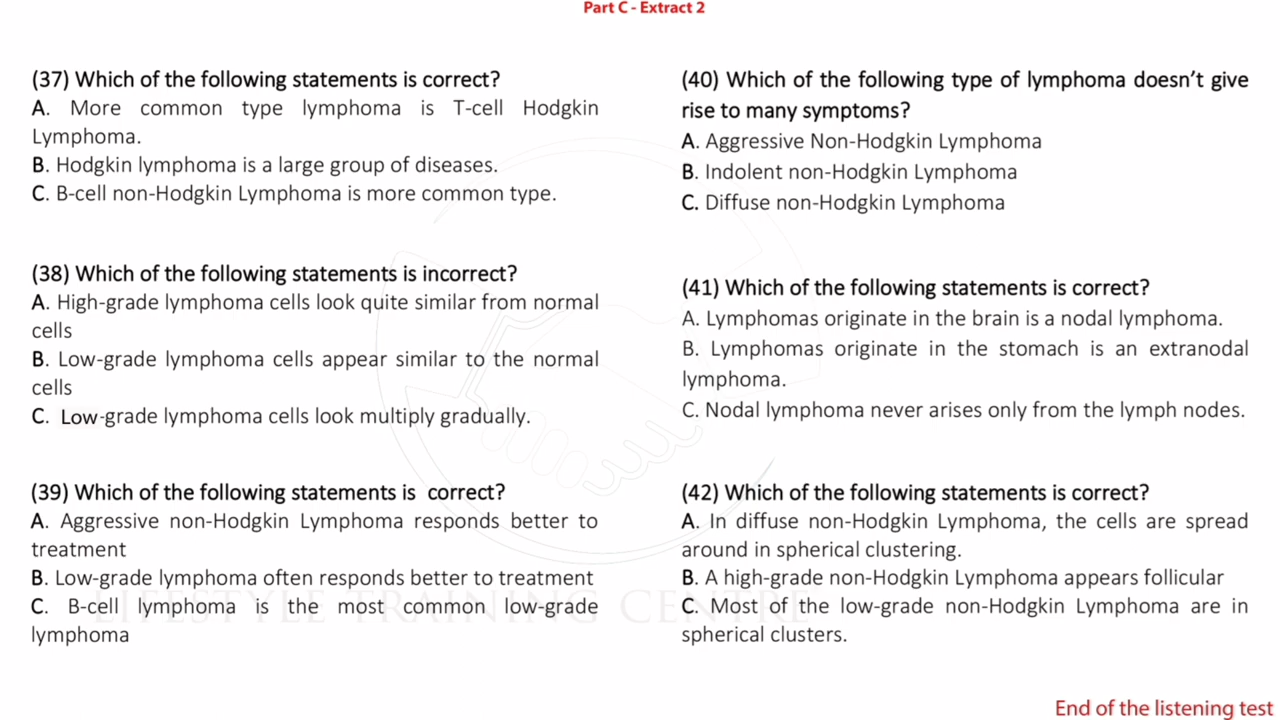 Part C - Extract 2
(37) Which of the following statements is correct?
A. More common type lymphoma is T-cell Hodgkin
Lymphoma.
B. Hodgkin lymphoma is a large group of diseases.
C. B-cell non-Hodgkin Lymphoma is more common type.
(38) Which of the following statements is incorrect?
A. High-grade lymphoma cells look quite similar from normal
cells
B. Low-grade lymphoma cells appear similar to the normal
cells
C. Low-grade lymphoma cells look multiply gradually.
(39) Which of the following statements is correct?
A. Aggressive non-Hodgkin Lymphoma responds better to
treatment
B. Low-grade lymphoma often responds better to treatment
C. B-cell lymphoma is the most common low-grade
lymphoma
(40) Which of the following type of lymphoma doesn’t give
rise to many symptoms?
A. Aggressive Non-Hodgkin Lymphoma
B. Indolent non-Hodgkin Lymphoma
C. Diffuse non-Hodgkin Lymphoma
(41) Which of the following statements is correct?
A. Lymphomas originate in the brain is a nodal lymphoma.
B. Lymphomas originate in the stomach is an extranodal
lymphoma.
C. Nodal lymphoma never arises only from the lymph nodes.
(42) Which of the following statements is correct?
A. In diffuse non-Hodgkin Lymphoma, the cells are spread
around in spherical clustering.
B. A high-grade non-Hodgkin Lymphoma appears follicular
C. Most of the low-grade non-Hodgkin Lymphoma are in
spherical clusters.
LIFESTYLE TRAINING CENTRE
End of the listening test